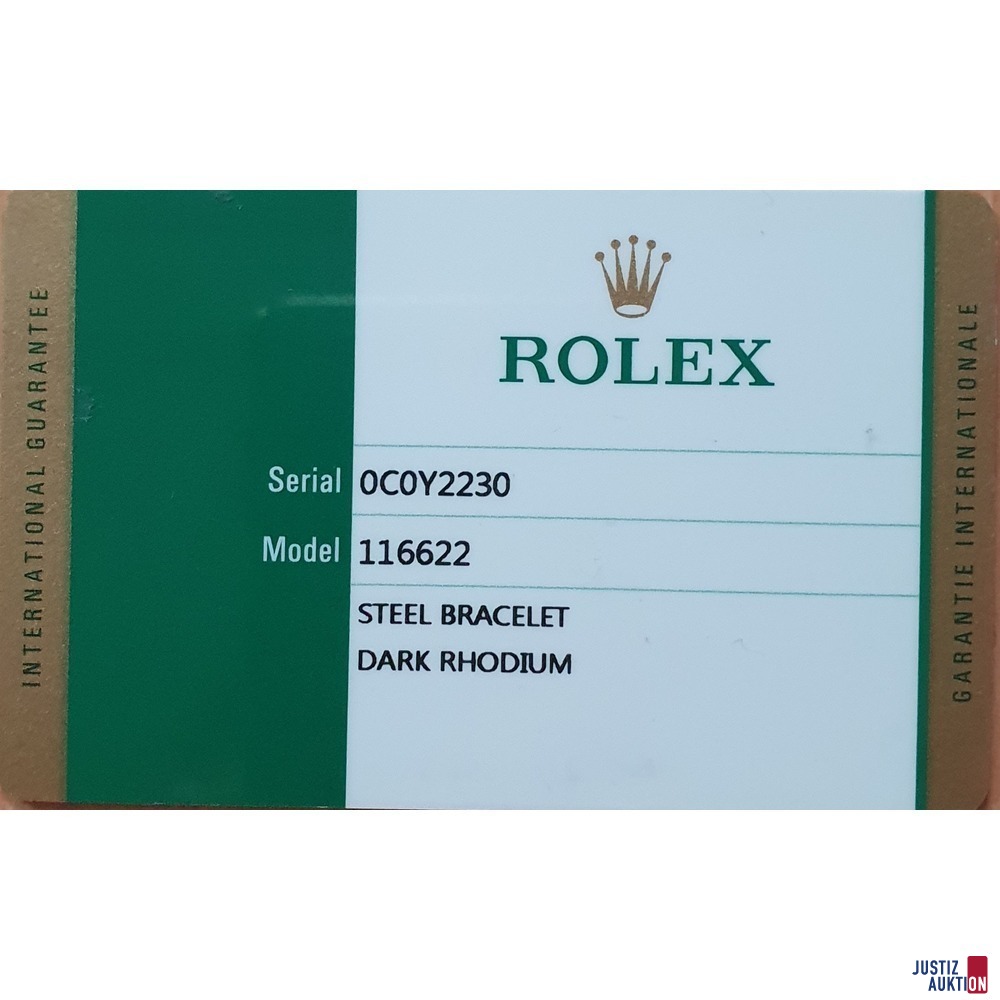 INTERNATIONAL GUARANTEE
ROLEX
Serial 0C0Y2230
Model 116622
STEEL BRACELET
DARK RHODIUM
GARANTIE INTERNATIONALE
JUSTIZ
AUKTION